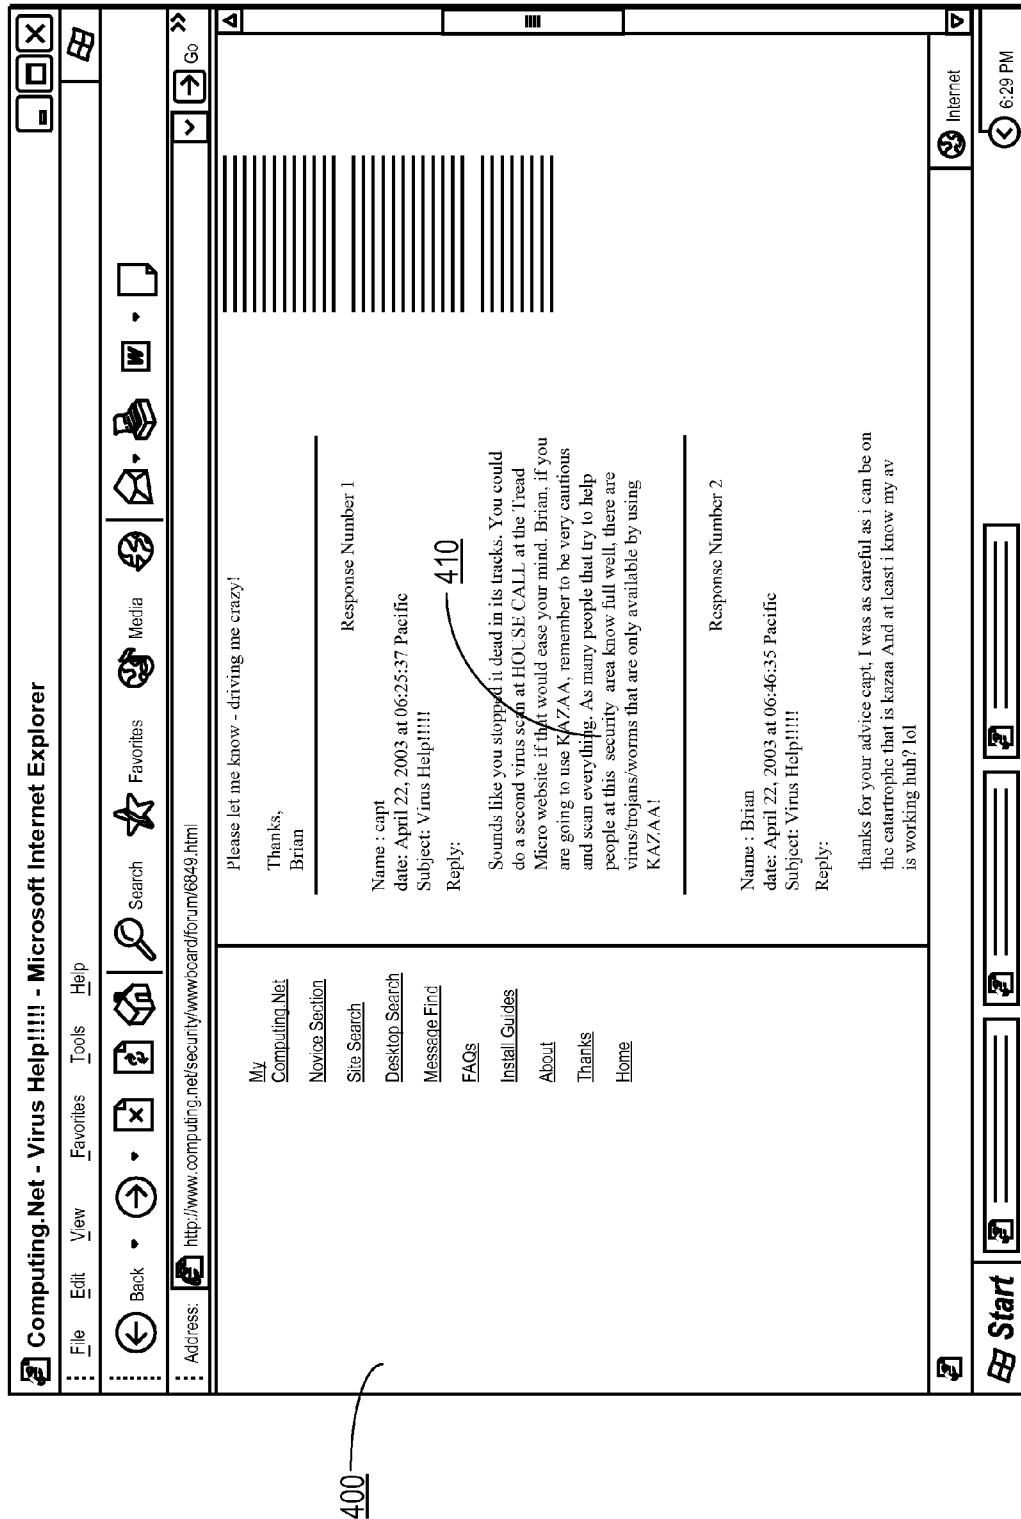 Computing.Net - Virus Help!!!!! - Microsoft Internet Explorer
File Edit View Favorites Tools Help
Back Search Favorites Media W
Address: http://www.computing.net/security/wwwboard/forum/6849.html Go
My
Computing.Net
Novice Section
Site Search
Desktop Search
Message Find
FAQs
Install Guides
About
Thanks
Home
Please let me know - driving me crazy!
Thanks,
Brian
Response Number 1
Name : capt
date: April 22, 2003 at 06:25:37 Pacific
Subject: Virus Help!!!!!
Reply:
Sounds like you stopped it dead in its tracks. You could
do a second virus scan at HOUSE CALL at the Tread
Micro website if that would ease your mind. Brian, if you
are going to use KAZAA, remember to be very cautious
and scan everything. As many people that try to help
people at this security area know full well, there are
virus/trojans/worms that are only available by using
KAZAA!
Response Number 2
Name : Brian
date: April 22, 2003 at 06:46:35 Pacific
Subject: Virus Help!!!!!
Reply:
thanks for your advice capt, I was as careful as i can be on
the catartrophe that is kazaa And at least i know my av
is working huh? lol
Internet
Start 6:29 PM
400
410